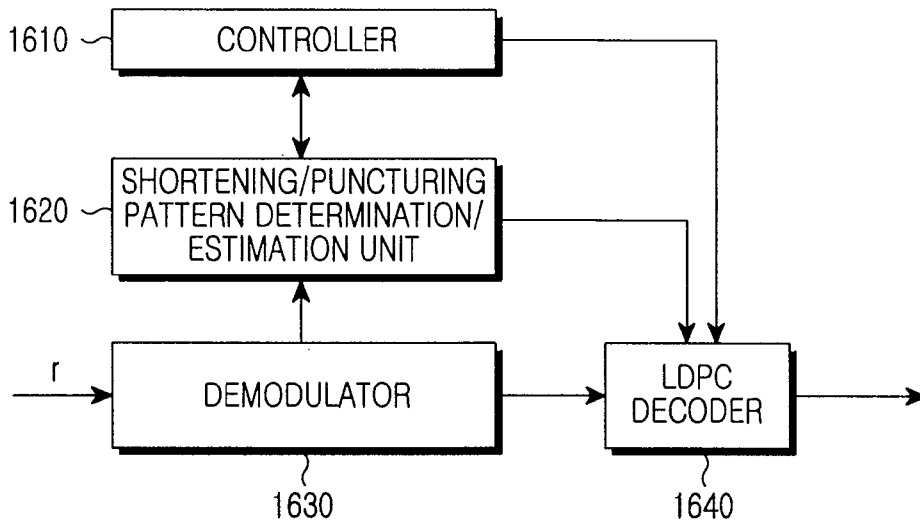 1610
CONTROLLER
1620
SHORTENING/PUNCTURING
PATTERN DETERMINATION/
ESTIMATION UNIT
r
DEMODULATOR
LDPC
DECODER
1630
1640